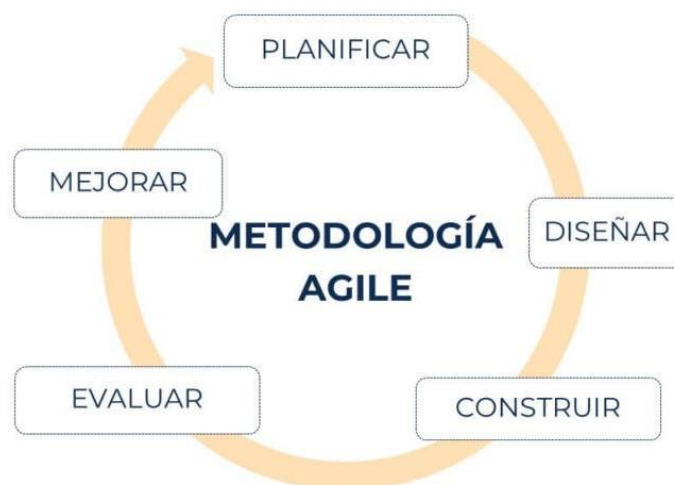 PLANIFICAR
MEJORAR
METODOLOGÍA
AGILE
DISEÑAR
EVALUAR
CONSTRUIR